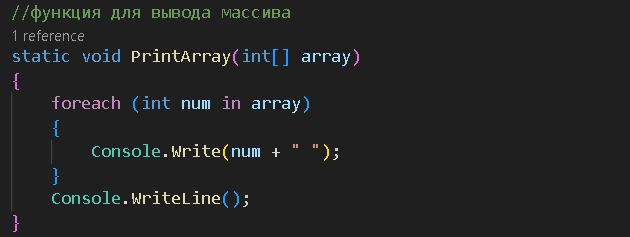 //функция для вывода массива
1 reference
static void PrintArray(int[] array)
{
    foreach (int num in array)
    {
        Console.Write(num + " ");
    }
    Console.WriteLine();
}